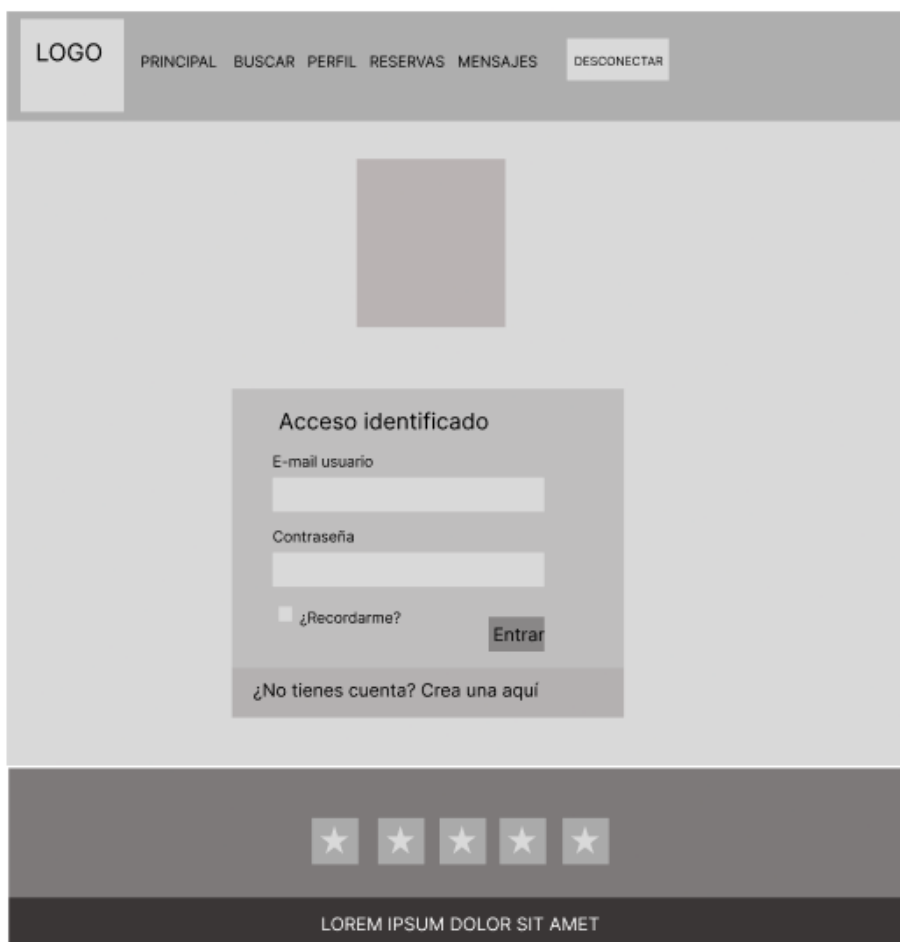 LOGO
PRINCIPAL BUSCAR PERFIL RESERVAS MENSAJES DESCONECTAR
Acceso identificado
E-mail usuario
Contraseña
¿Recordarme?
Entrar
¿No tienes cuenta? Crea una aquí
LOREM IPSUM DOLOR SIT AMET